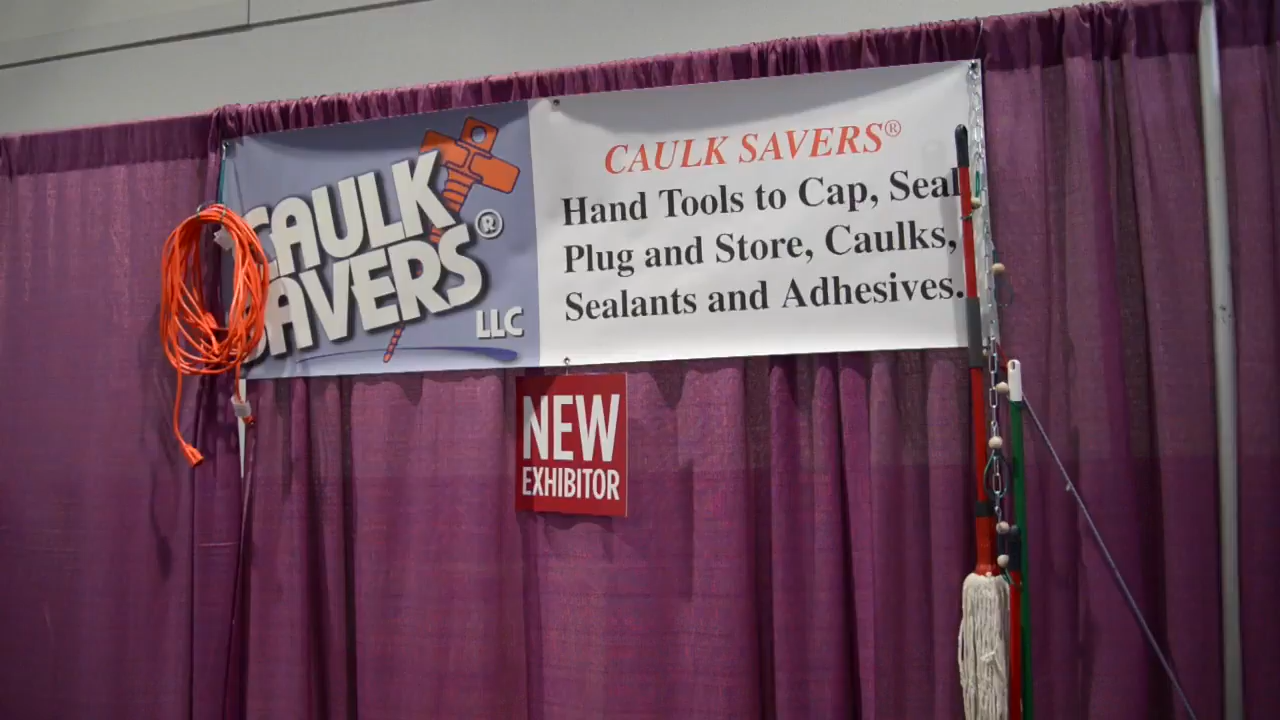 CAULK
SAVERS®
LLC
CAULK SAVERS®
Hand Tools to Cap, Seal
Plug and Store, Caulks,
Sealants and Adhesives.
NEW
EXHIBITOR